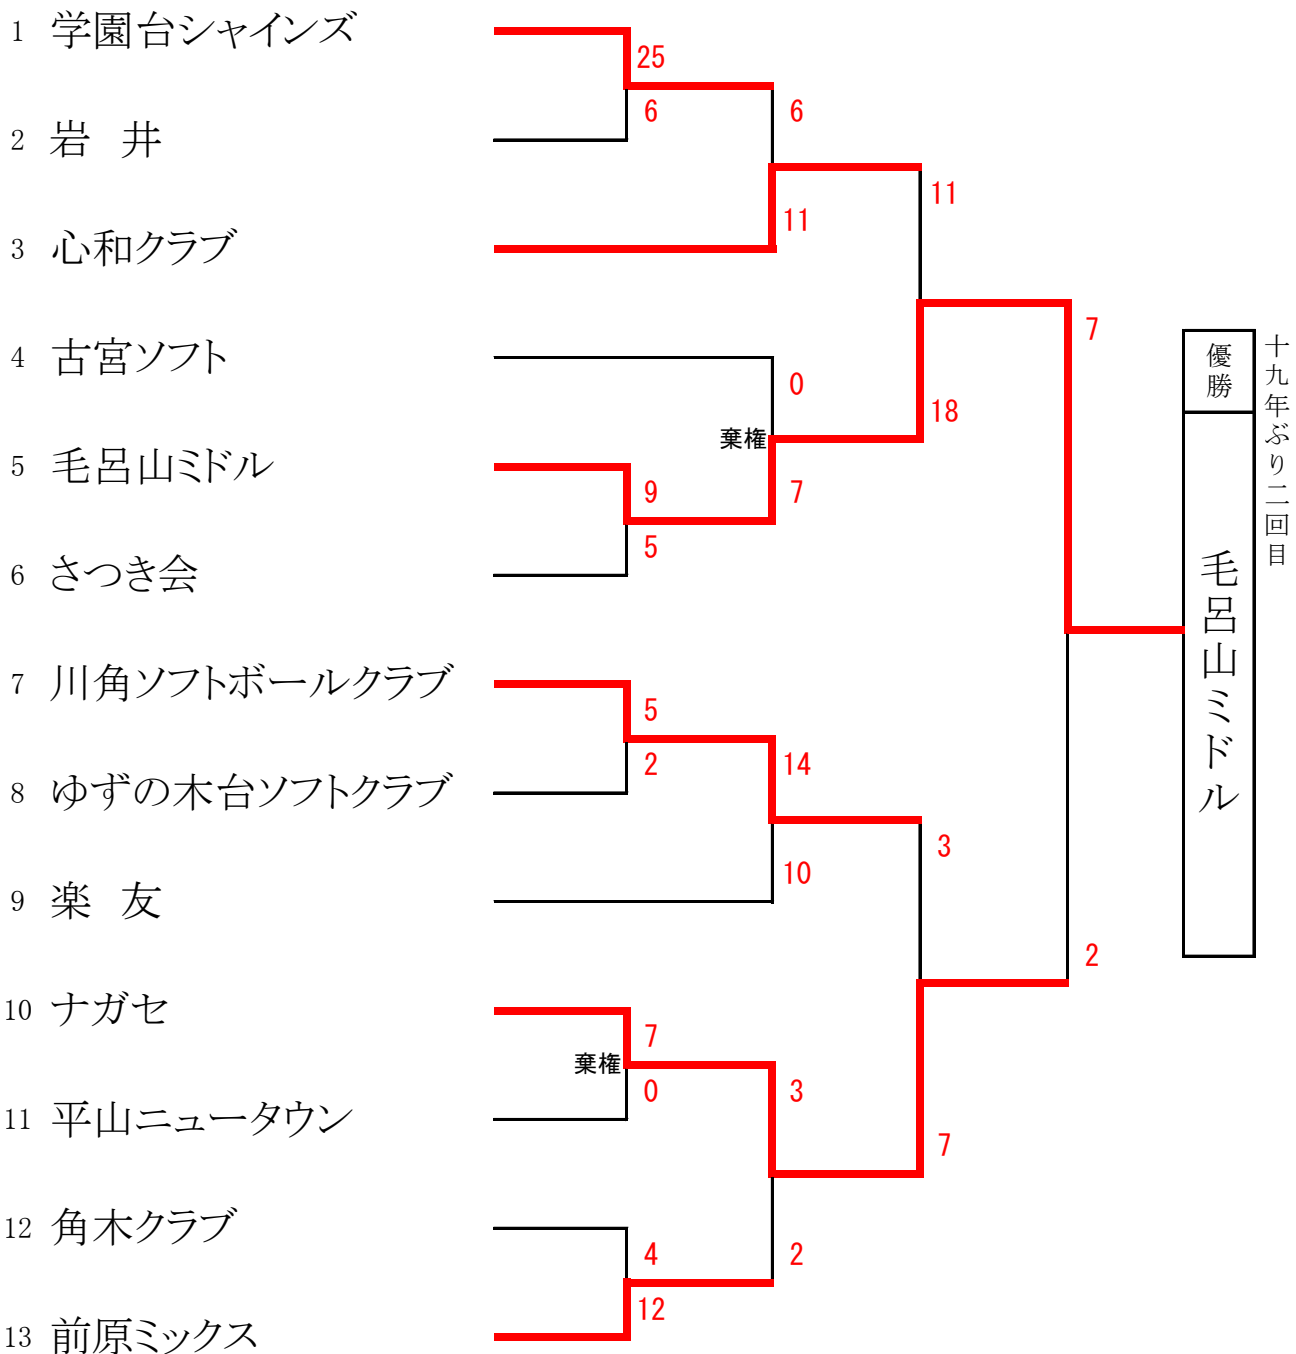 1 学園台シャインズ
25
6
6
2 岩 井
11
11
3 心和クラブ
7
4 古宮ソフト
0
18
棄権
5 毛呂山ミドル
9
7
5
6 さつき会
優勝
毛呂山ミドル
十九年ぶり二回目
7 川角ソフトボールクラブ
5
2
14
8 ゆずの木台ソフトクラブ
3
10
9 楽 友
2
10 ナガセ
7
棄権
0
3
11 平山ニュータウン
7
12 角木クラブ
4
2
12
13 前原ミックス